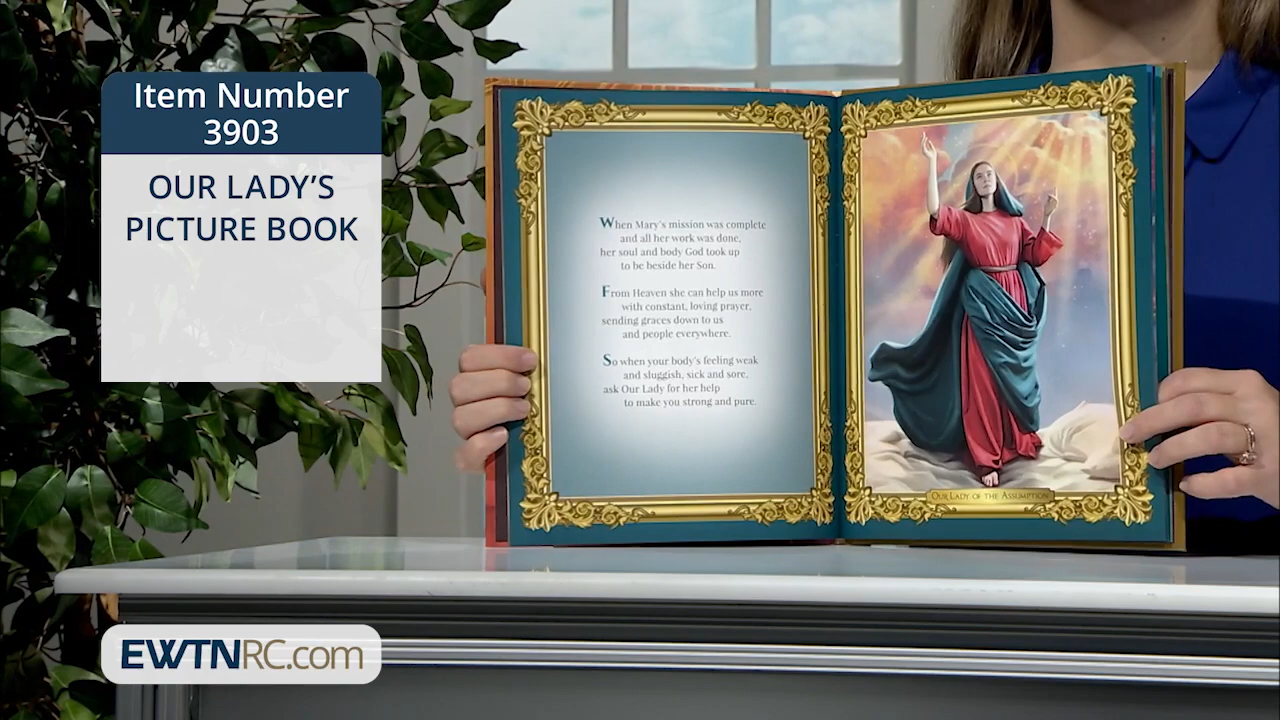 Item Number
3903
OUR LADY’S
PICTURE BOOK
When Mary's mission was complete
and all her work was done,
her soul and body God took up
to be beside her Son.
From Heaven she can help us more
with constant, loving prayer,
sending graces down to us
and people everywhere.
So when your body's feeling weak
and sluggish, sick and sore,
ask Our Lady for her help
to make you strong and pure.
OUR LADY OF THE ASSUMPTION
EWTNRC.com